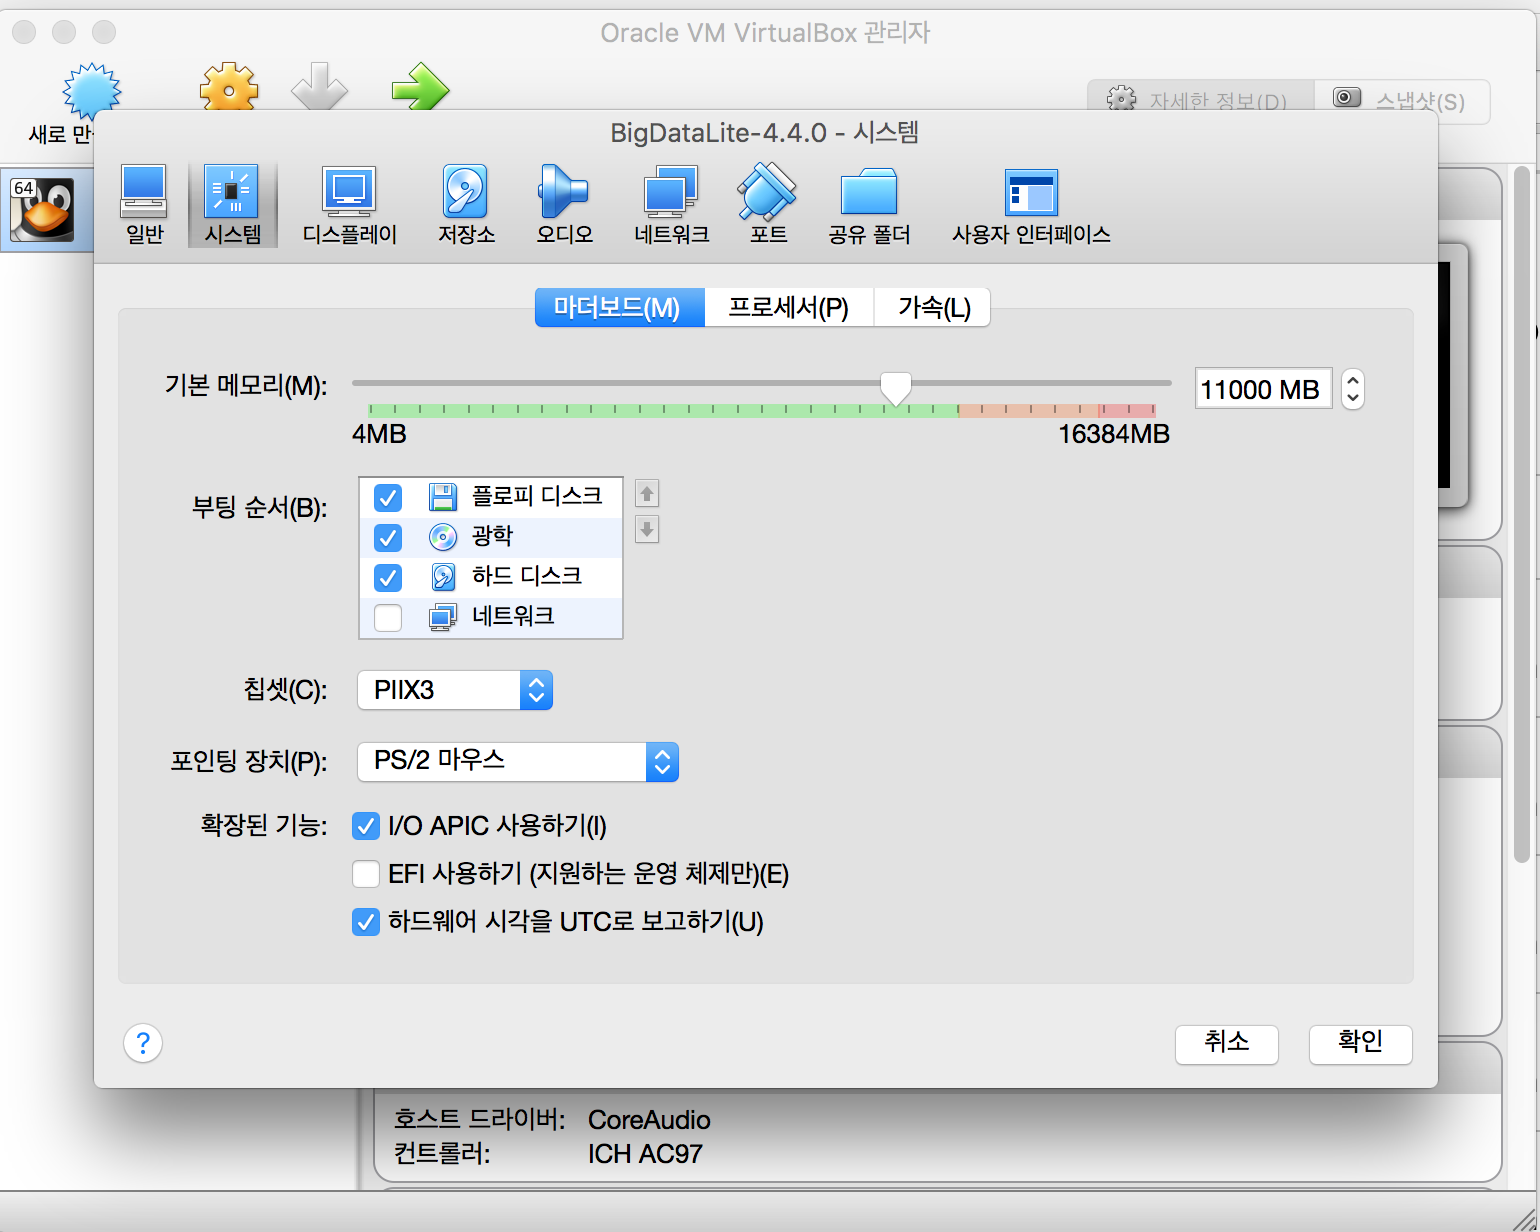 Oracle VM VirtualBox 관리자
새로 만
자세한 정보(D)
스냅샷(S)
64
BigDataLite-4.4.0 - 시스템
일반
시스템
디스플레이
저장소
오디오
네트워크
포트
공유 폴더
사용자 인터페이스
마더보드(M)
프로세서(P)
가속(L)
기본 메모리(M):
11000 MB
4MB
16384MB
부팅 순서(B):
플로피 디스크
광학
하드 디스크
네트워크
칩셋(C):
PIIX3
포인팅 장치(P):
PS/2 마우스
확장된 기능:
I/O APIC 사용하기(I)
EFI 사용하기 (지원하는 운영 체제만)(E)
하드웨어 시각을 UTC로 보고하기(U)
?
취소
확인
호스트 드라이버: CoreAudio
컨트롤러: ICH AC97